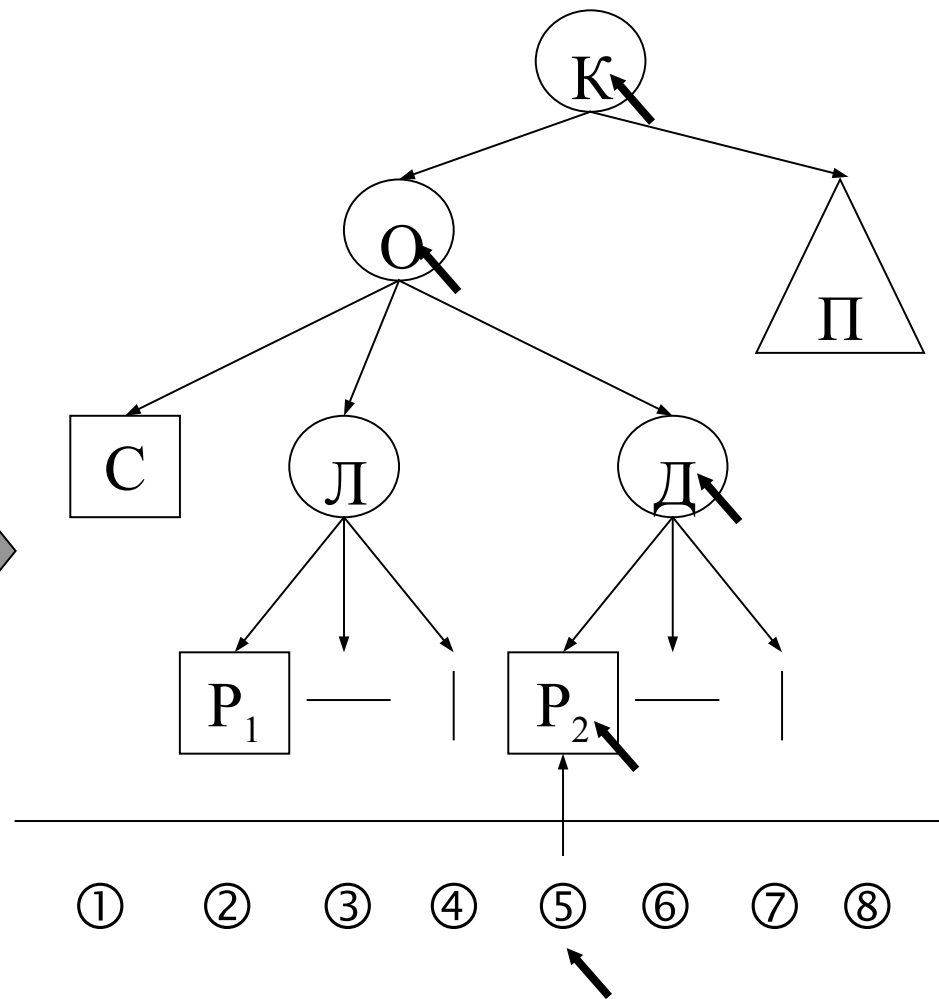 К
О
П
С
Л
Д
Р₁
Р₂
① ② ③ ④ ⑤ ⑥ ⑦ ⑧